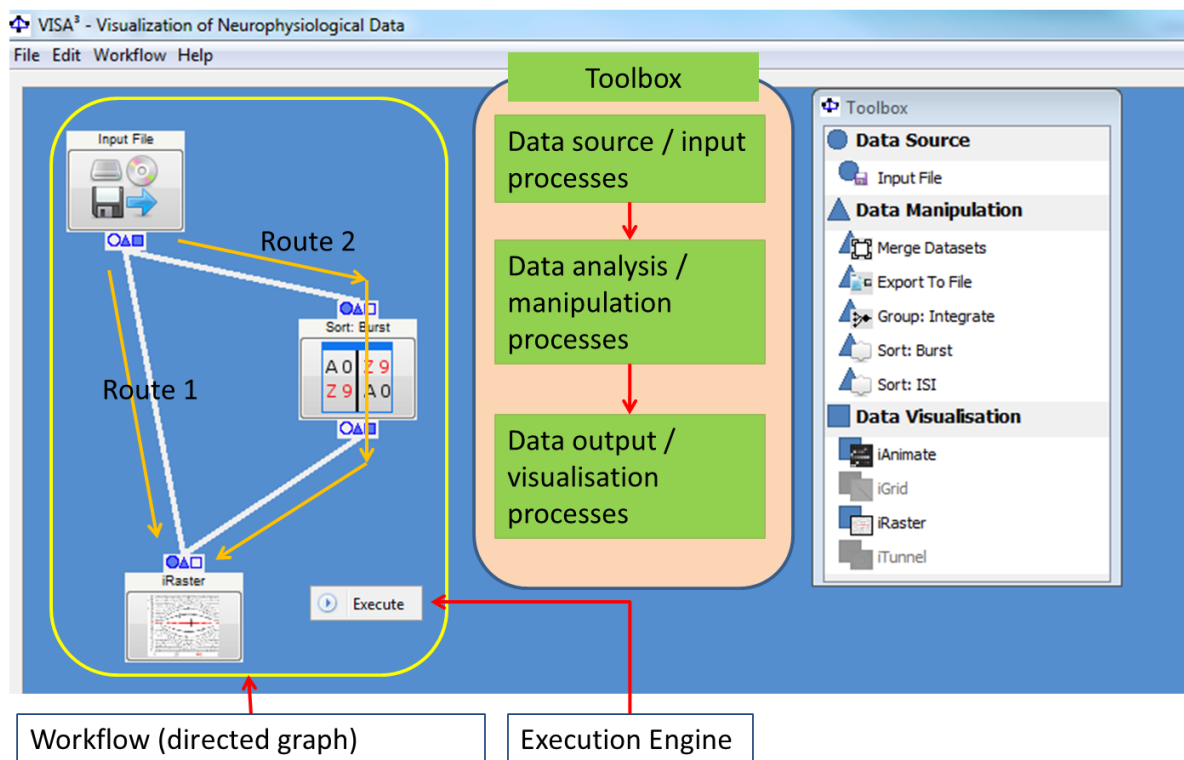 VISA³ - Visualization of Neurophysiological Data
File Edit Workflow Help
Input File
Route 2
Sort: Burst
A 0 Z 9
Z 9 A 0
Route 1
iRaster
Execute
Toolbox
Data source / input
processes
Data analysis /
manipulation
processes
Data output /
visualisation
processes
Toolbox
Data Source
Input File
Data Manipulation
Merge Datasets
Export To File
Group: Integrate
Sort: Burst
Sort: ISI
Data Visualisation
iAnimate
iGrid
iRaster
iTunnel
Workflow (directed graph)
Execution Engine